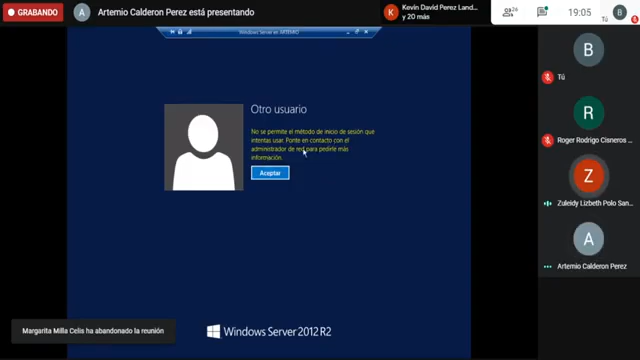 GRABANDO
A
Artemio Calderon Perez está presentando
K
Kevin David Perez Land...
y 20 más
26
19:05
Tú
B
Windows Server en ARTEMIO
Otro usuario
No se permite el método de inicio de sesión que
intentas usar. Ponte en contacto con el
administrador de red para pedirle más
información.
Aceptar
Windows Server 2012 R2
Margarita Milla Celis ha abandonado la reunión
B
Tú
R
Roger Rodrigo Cisneros ...
Z
Zuleidy Lizbeth Polo San...
A
Artemio Calderon Perez